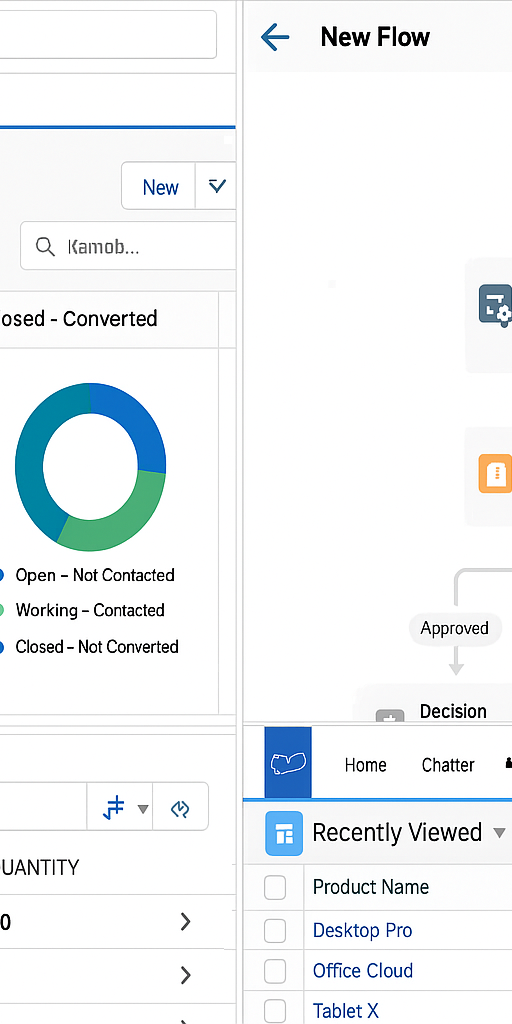 New
Kamob...
osed - Converted
Open – Not Contacted
Working – Contacted
Closed – Not Converted
UANTITY
0
New Flow
Approved
Decision
Home Chatter
Recently Viewed
Product Name
Desktop Pro
Office Cloud
Tablet X